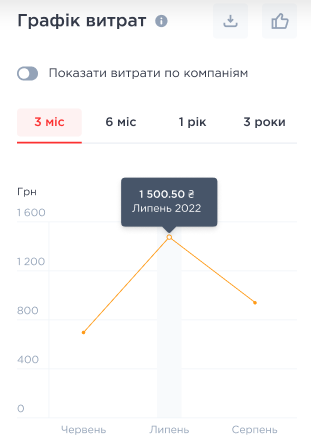 Графік витрат
Показати витрати по компаніям
3 міс 6 міс 1 рік 3 роки
Грн
1 500.50 ₴
Липень 2022
1 600
1 200
800
400
0
Червень Липень Серпень